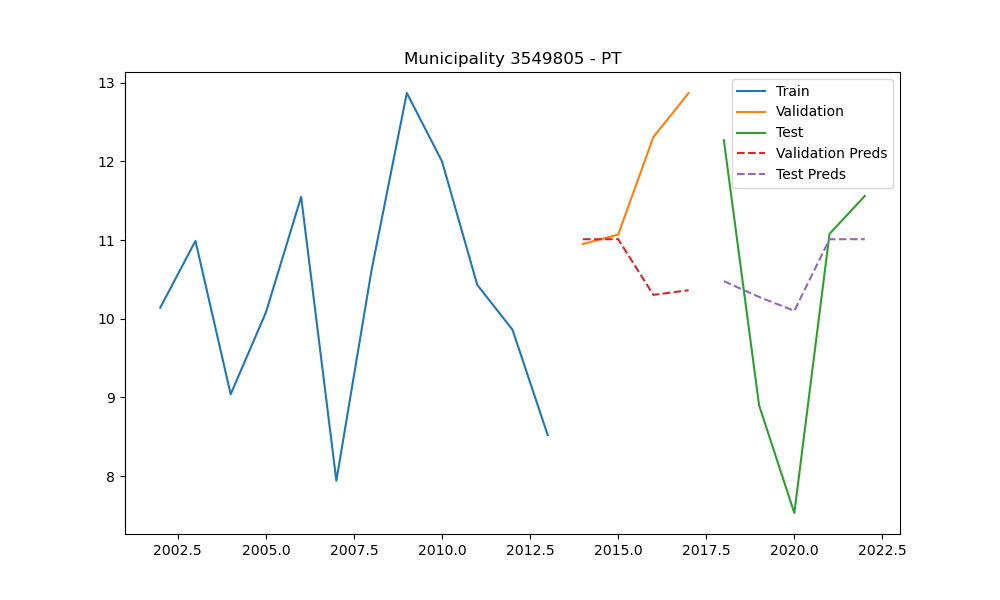 Municipality 3549805 - PT
13
12
11
10
9
8
Train
Validation
Test
Validation Preds
Test Preds
2002.5 2005.0 2007.5 2010.0 2012.5 2015.0 2017.5 2020.0 2022.5